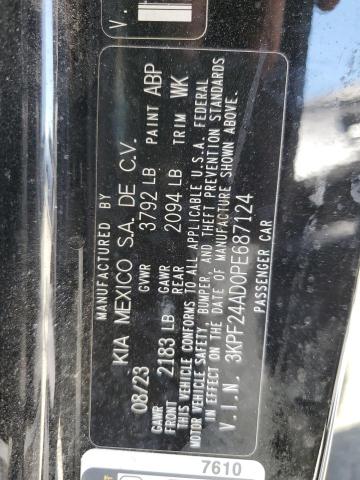 MANUFACTURED BY
KIA MEXICO S.A. DE C.V.
08/23 GVWR 3792 LB PAINT ABP
GAWR FRONT 2183 LB GAWR REAR 2094 LB TRIM WK
THIS VEHICLE CONFORMS TO ALL APPLICABLE U.S.A. FEDERAL
MOTOR VEHICLE SAFETY, BUMPER, AND THEFT PREVENTION STANDARDS
IN EFFECT ON THE DATE OF MANUFACTURE SHOWN ABOVE.
V.I.N. 3KPF24AD0PE687124
PASSENGER CAR
7610
V.